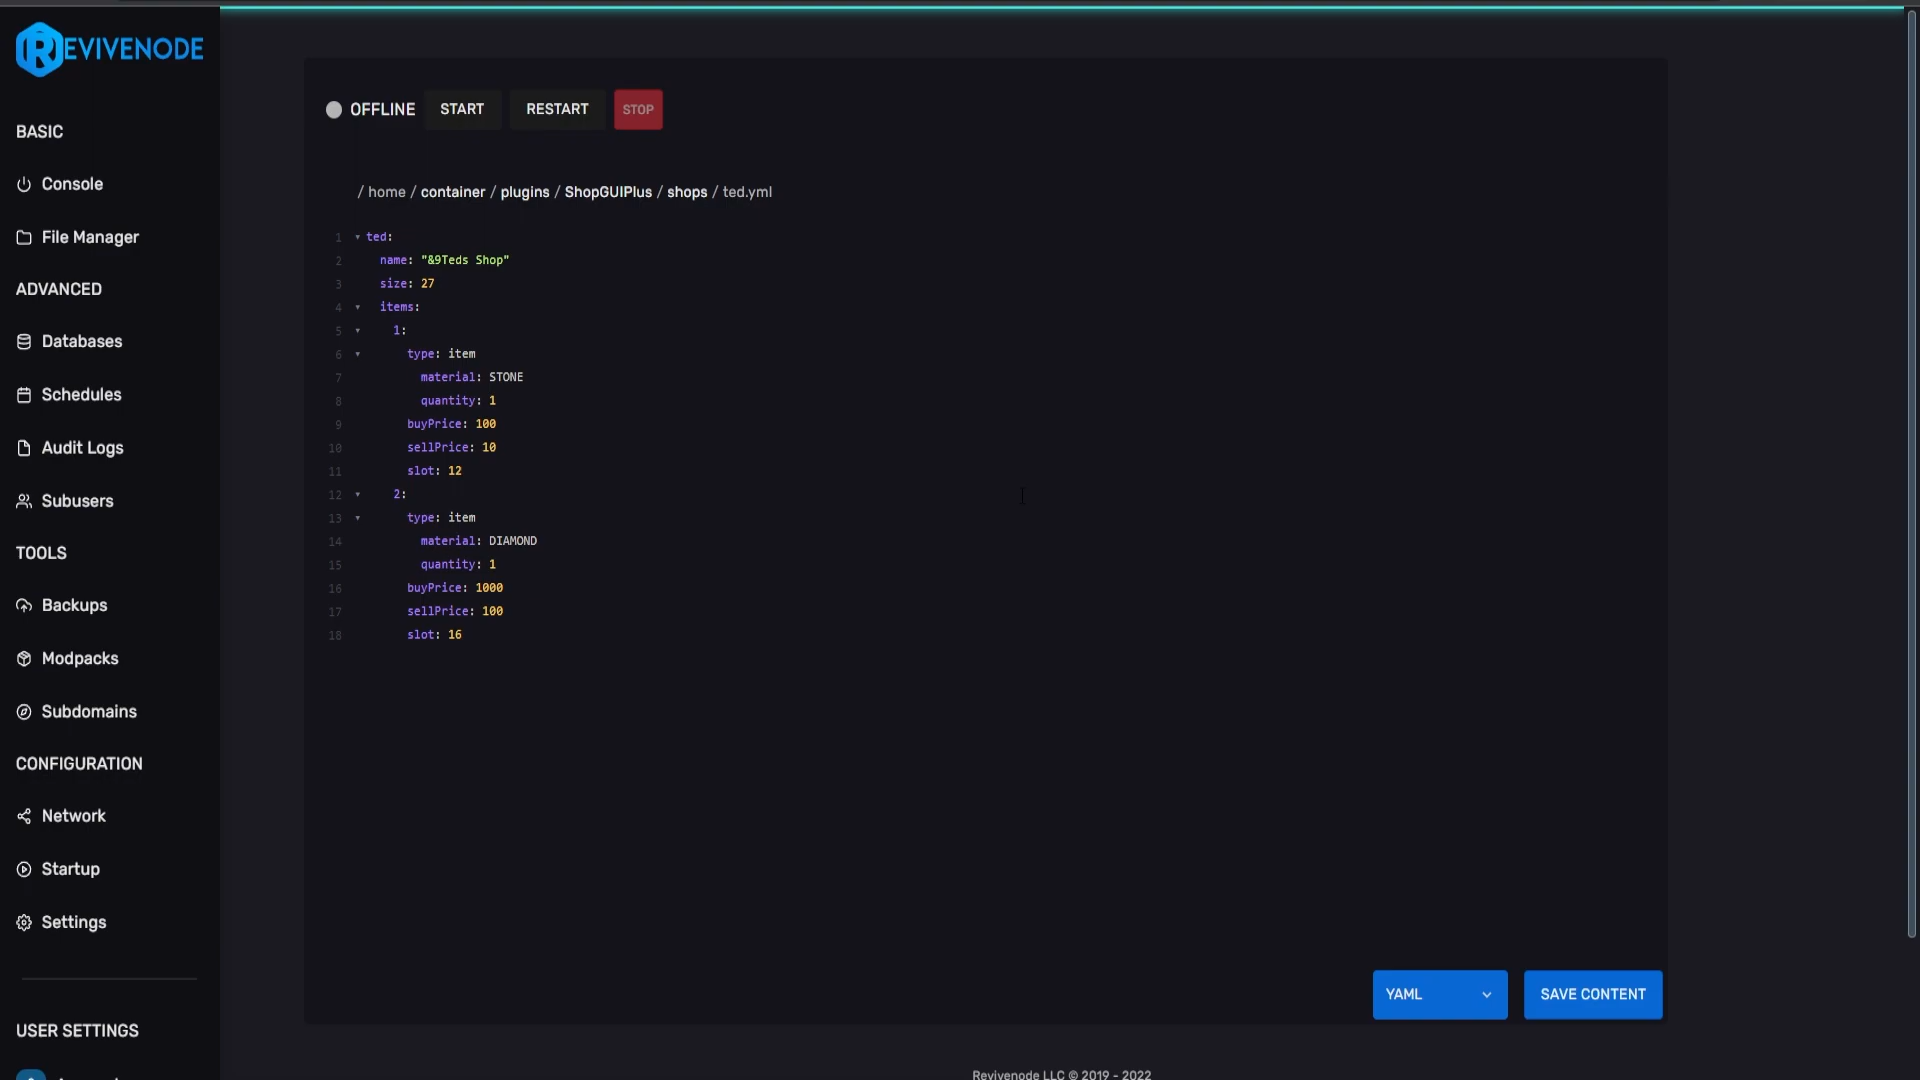 REVIVENODE
BASIC
Console
File Manager
ADVANCED
Databases
Schedules
Audit Logs
Subusers
TOOLS
Backups
Modpacks
Subdomains
CONFIGURATION
Network
Startup
Settings
USER SETTINGS
OFFLINE START RESTART STOP
/ home / container / plugins / ShopGUIPlus / shops / ted.yml
1 ted:
2 name: "&9Teds Shop"
3 size: 27
4 items:
5 1:
6 type: item
7 material: STONE
8 quantity: 1
9 buyPrice: 100
10 sellPrice: 10
11 slot: 12
12 2:
13 type: item
14 material: DIAMOND
15 quantity: 1
16 buyPrice: 1000
17 sellPrice: 100
18 slot: 16
YAML SAVE CONTENT
Revivenode LLC © 2019 - 2022